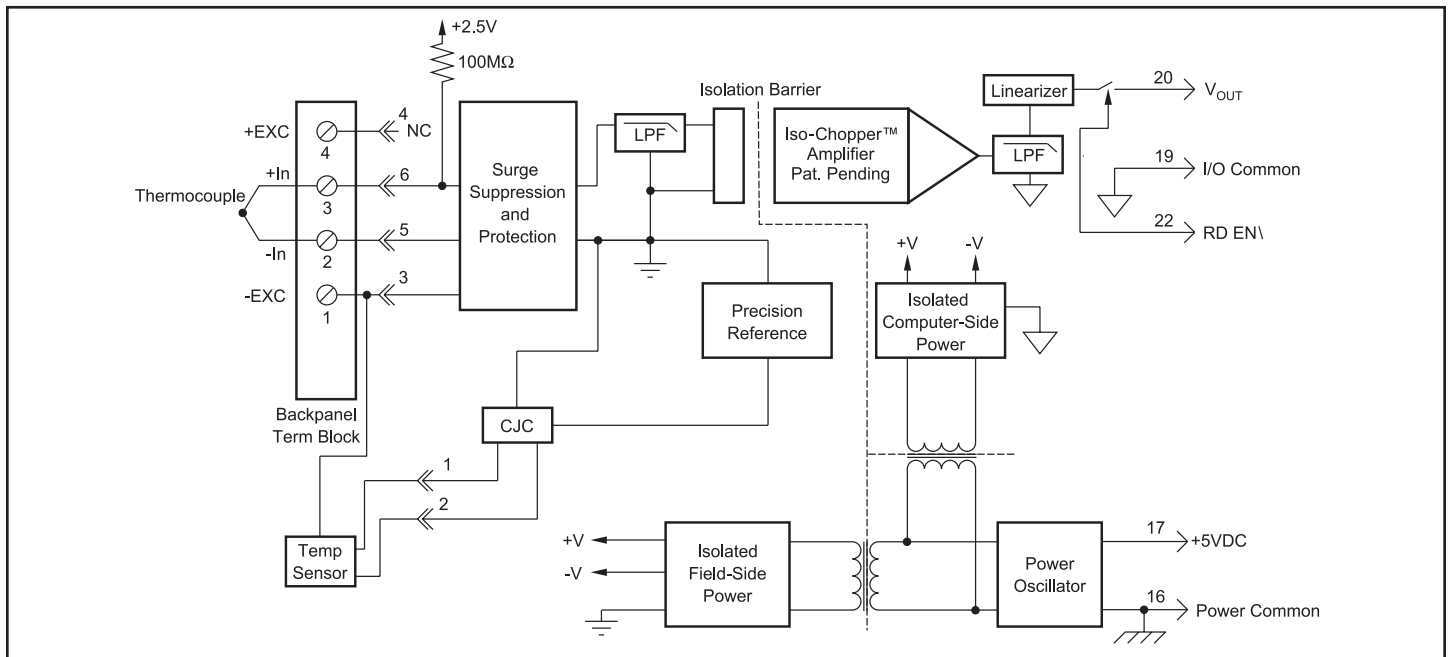 +2.5V
100MΩ
Isolation Barrier
+EXC
4
4
NC
Thermocouple
+In
3
6
-In
2
5
-EXC
1
3
Surge
Suppression
and
Protection
LPF
Iso-Chopper™
Amplifier
Pat. Pending
LPF
Linearizer
20
VOUT
19
I/O Common
22
RD EN\
+V
-V
Isolated
Computer-Side
Power
Precision
Reference
Backpanel
Term Block
CJC
1
2
Temp
Sensor
+V
-V
Isolated
Field-Side
Power
Power
Oscillator
17
+5VDC
16
Power Common